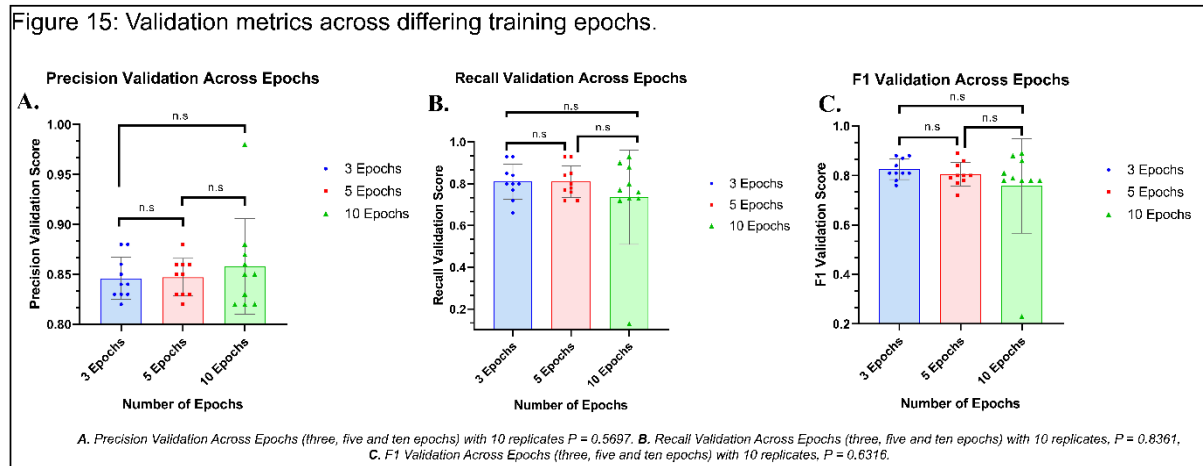 Figure 15: Validation metrics across differing training epochs.
Precision Validation Across Epochs
A.
n.s
n.s
n.s
1.00
0.95
0.90
0.85
0.80
Precision Validation Score
3 Epochs
5 Epochs
10 Epochs
3 Epochs
5 Epochs
10 Epochs
Number of Epochs
Recall Validation Across Epochs
B.
n.s
n.s
n.s
1.0
0.8
0.6
0.4
0.2
Recall Validation Score
3 Epochs
5 Epochs
10 Epochs
3 Epochs
5 Epochs
10 Epochs
Number of Epochs
F1 Validation Across Epochs
C.
n.s
n.s
n.s
1.0
0.8
0.6
0.4
0.2
F1 Validation Score
3 Epochs
5 Epochs
10 Epochs
3 Epochs
5 Epochs
10 Epochs
Number of Epochs
A. Precision Validation Across Epochs (three, five and ten epochs) with 10 replicates P = 0.5697. B. Recall Validation Across Epochs (three, five and ten epochs) with 10 replicates, P = 0.8361,
C. F1 Validation Across Epochs (three, five and ten epochs) with 10 replicates, P = 0.6316.